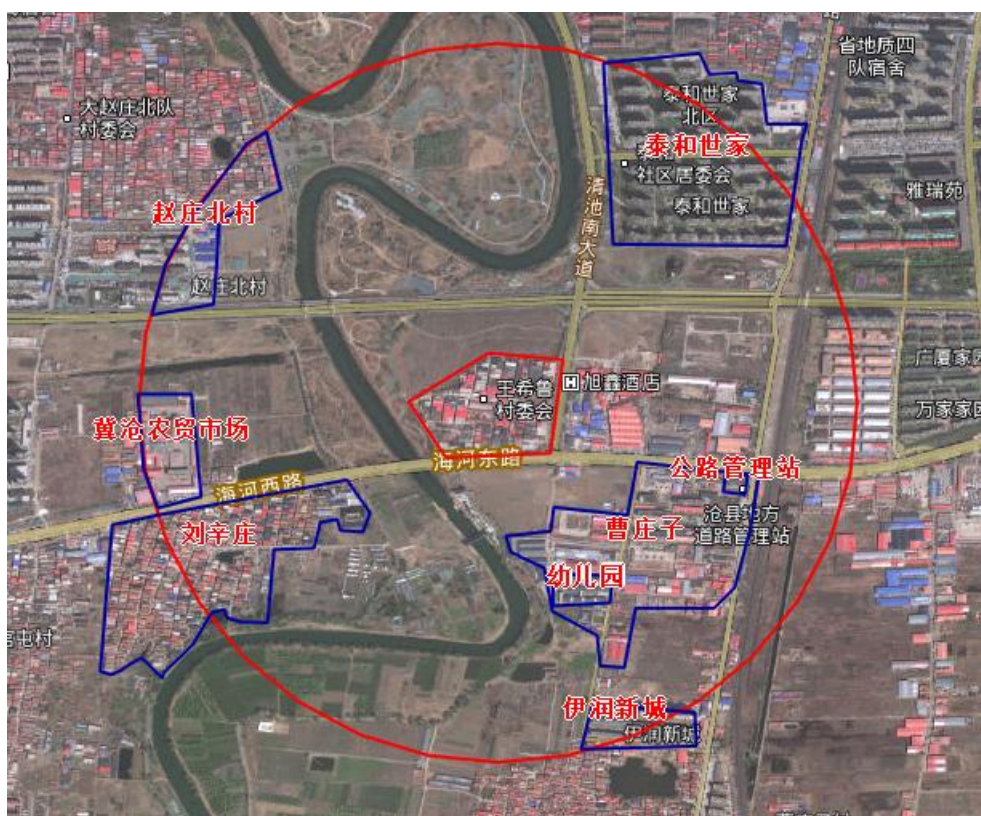 省地质四
队宿舍
大赵庄北队
村委会
泰和世家
北区
泰和世家
社区居委会
泰和世家
雅瑞苑
清池南大道
赵庄北村
赵庄北村
广厦家园
王希鲁
村委会
H 旭鑫酒店
万家家园
冀沧农贸市场
海河东路
公路管理站
海河西路
沧县地方
道路管理站
刘辛庄
曹庄子
幼儿园
官屯村
伊润新城
伊润新城